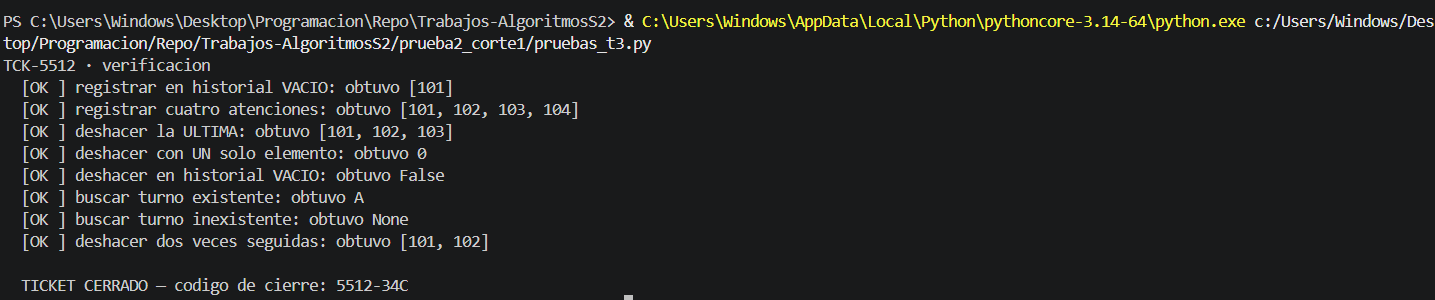 PS C:\Users\Windows\Desktop\Programacion\Repo\Trabajos-AlgoritmosS2> & C:\Users\Windows\AppData\Local\Python\pythoncore-3.14-64\python.exe c:/Users/Windows/Des
top/Programacion/Repo/Trabajos-AlgoritmosS2/prueba2_corte1/pruebas_t3.py
TCK-5512 · verificacion
  [OK ] registrar en historial VACIO: obtuvo [101]
  [OK ] registrar cuatro atenciones: obtuvo [101, 102, 103, 104]
  [OK ] deshacer la ULTIMA: obtuvo [101, 102, 103]
  [OK ] deshacer con UN solo elemento: obtuvo 0
  [OK ] deshacer en historial VACIO: obtuvo False
  [OK ] buscar turno existente: obtuvo A
  [OK ] buscar turno inexistente: obtuvo None
  [OK ] deshacer dos veces seguidas: obtuvo [101, 102]
  TICKET CERRADO — codigo de cierre: 5512-34C